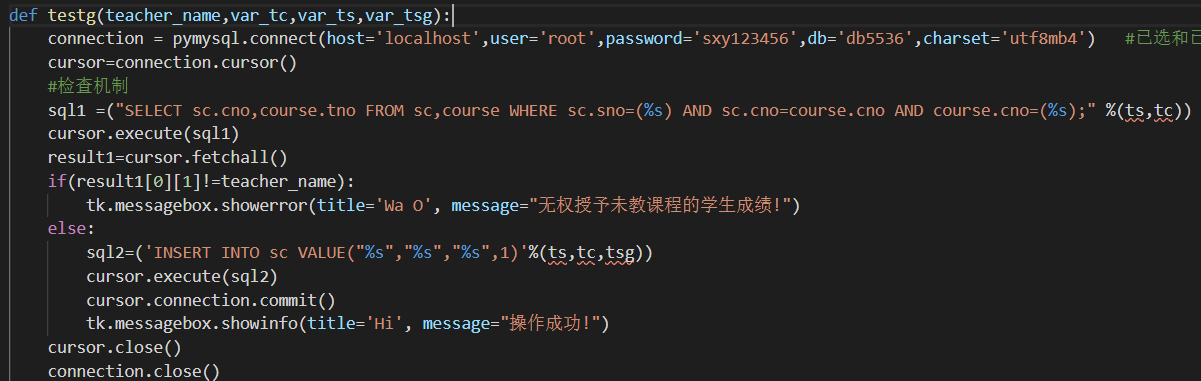 def testg(teacher_name,var_tc,var_ts,var_tsg):
    connection = pymysql.connect(host='localhost',user='root',password='sxy123456',db='db5536',charset='utf8mb4')   #已选和已
    cursor=connection.cursor()
    #检查机制
    sql1 =("SELECT sc.cno,course.tno FROM sc,course WHERE sc.sno=(%s) AND sc.cno=course.cno AND course.cno=(%s);" %(ts,tc))
    cursor.execute(sql1)
    result1=cursor.fetchall()
    if(result1[0][1]!=teacher_name):
        tk.messagebox.showerror(title='Wa O', message="无权授予未教课程的学生成绩!")
    else:
        sql2=('INSERT INTO sc VALUE("%s","%s","%s",1)'%(ts,tc,tsg))
        cursor.execute(sql2)
        cursor.connection.commit()
        tk.messagebox.showinfo(title='Hi', message="操作成功!")
    cursor.close()
    connection.close()